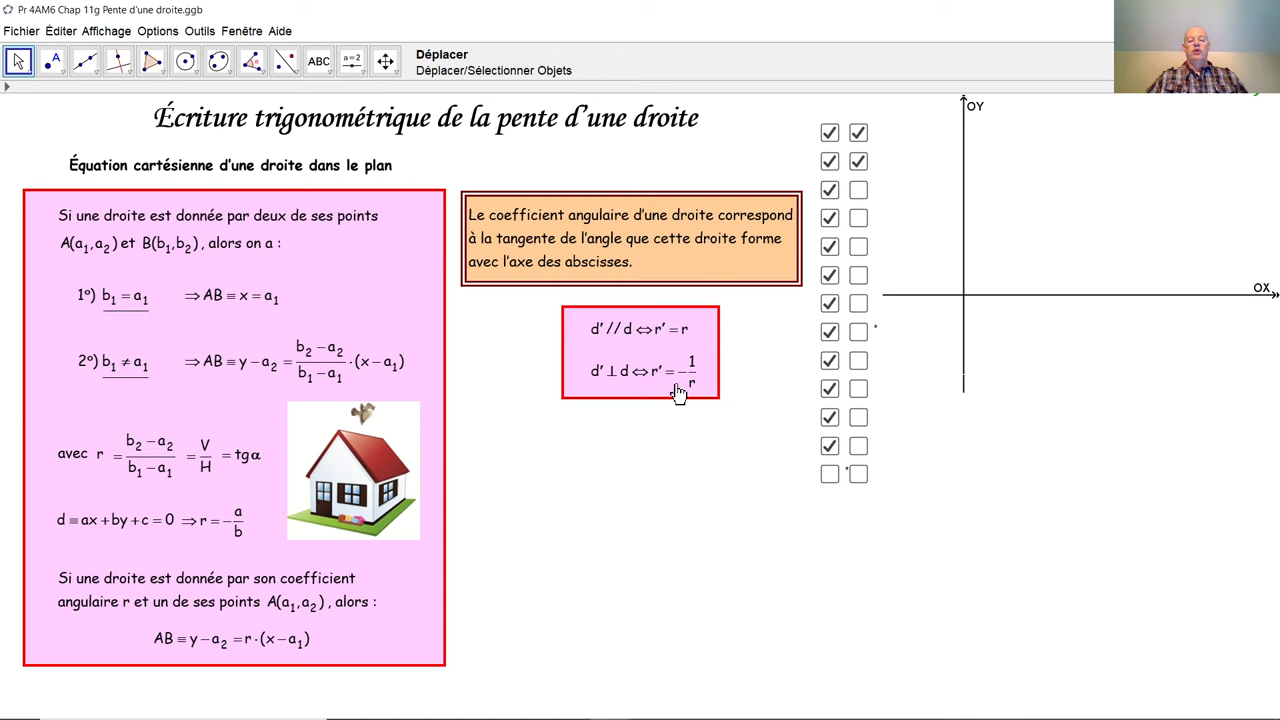 Pr 4AM6 Chap 11g Pente d'une droite.ggb
Fichier Éditer Affichage Options Outils Fenêtre Aide
A ABC a=2
Déplacer
Déplacer/Sélectionner Objets
Écriture trigonométrique de la pente d'une droite
Équation cartésienne d'une droite dans le plan
Si une droite est donnée par deux de ses points
A(a₁,a₂) et B(b₁,b₂), alors on a :
1°) b₁ = a₁ ⇒ AB ≡ x = a₁
2°) b₁ ≠ a₁ ⇒ AB ≡ y − a₂ = (b₂ − a₂)/(b₁ − a₁) · (x − a₁)
avec r = (b₂ − a₂)/(b₁ − a₁) = V/H = tg α
d ≡ ax + by + c = 0 ⇒ r = − a/b
Si une droite est donnée par son coefficient
angulaire r et un de ses points A(a₁,a₂), alors :
AB ≡ y − a₂ = r · (x − a₁)
Le coefficient angulaire d'une droite correspond
à la tangente de l'angle que cette droite forme
avec l'axe des abscisses.
d' // d ⇔ r' = r
d' ⊥ d ⇔ r' = − 1/r
OY
OX